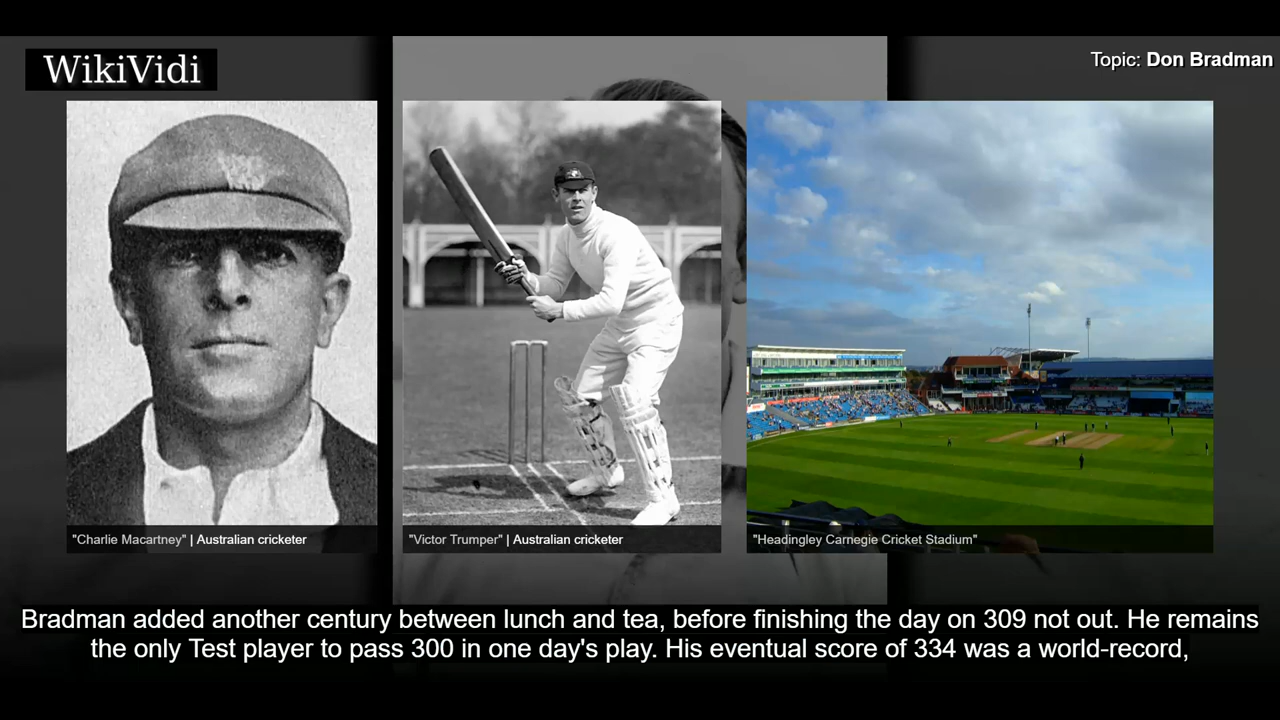 WikiVidi
Topic: Don Bradman
"Charlie Macartney" | Australian cricketer
"Victor Trumper" | Australian cricketer
"Headingley Carnegie Cricket Stadium"
Bradman added another century between lunch and tea, before finishing the day on 309 not out. He remains
the only Test player to pass 300 in one day's play. His eventual score of 334 was a world-record,